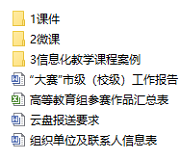 1课件
2微课
3信息化教学课程案例
“大赛”市级（校级）工作报告
高等教育组参赛作品汇总表
云盘报送要求
组织单位及联系人信息表